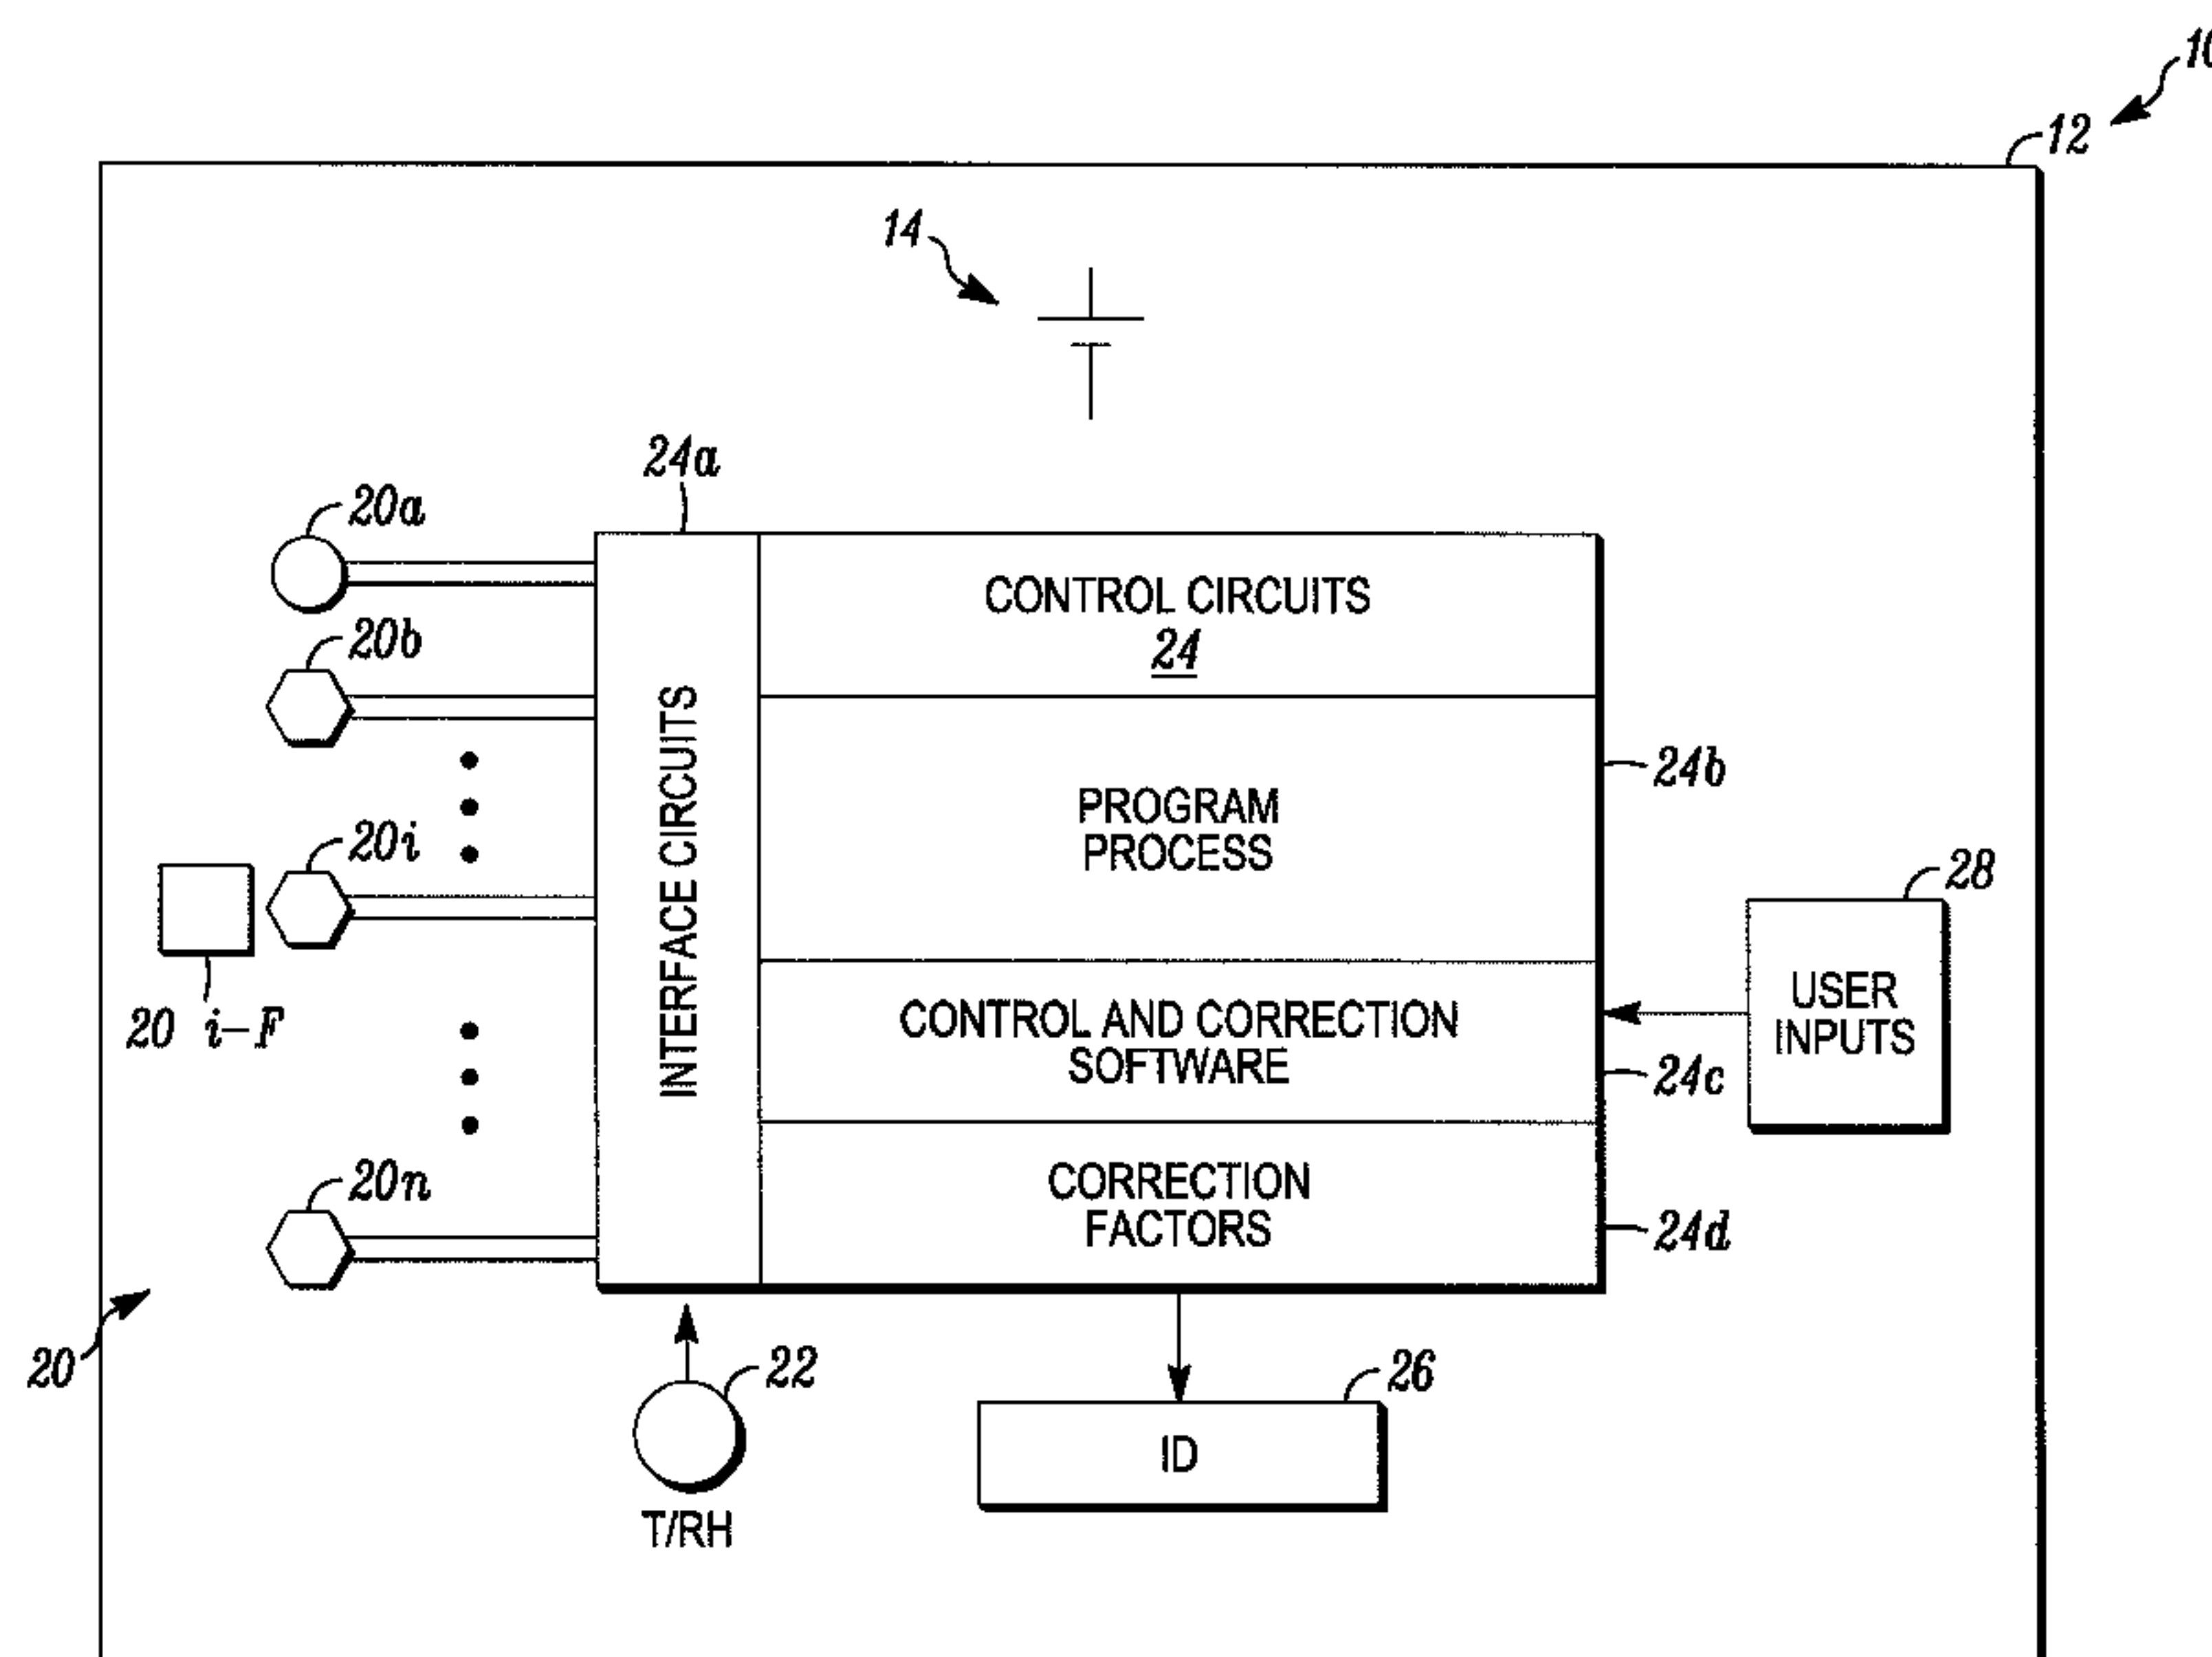 10
12
14
24a
20a
CONTROL CIRCUITS
24
20b
INTERFACE CIRCUITS
24b
PROGRAM
PROCESS
20i
28
20 i-F
USER
INPUTS
CONTROL AND CORRECTION
SOFTWARE
24c
20n
CORRECTION
FACTORS
24d
20
22
26
ID
T/RH